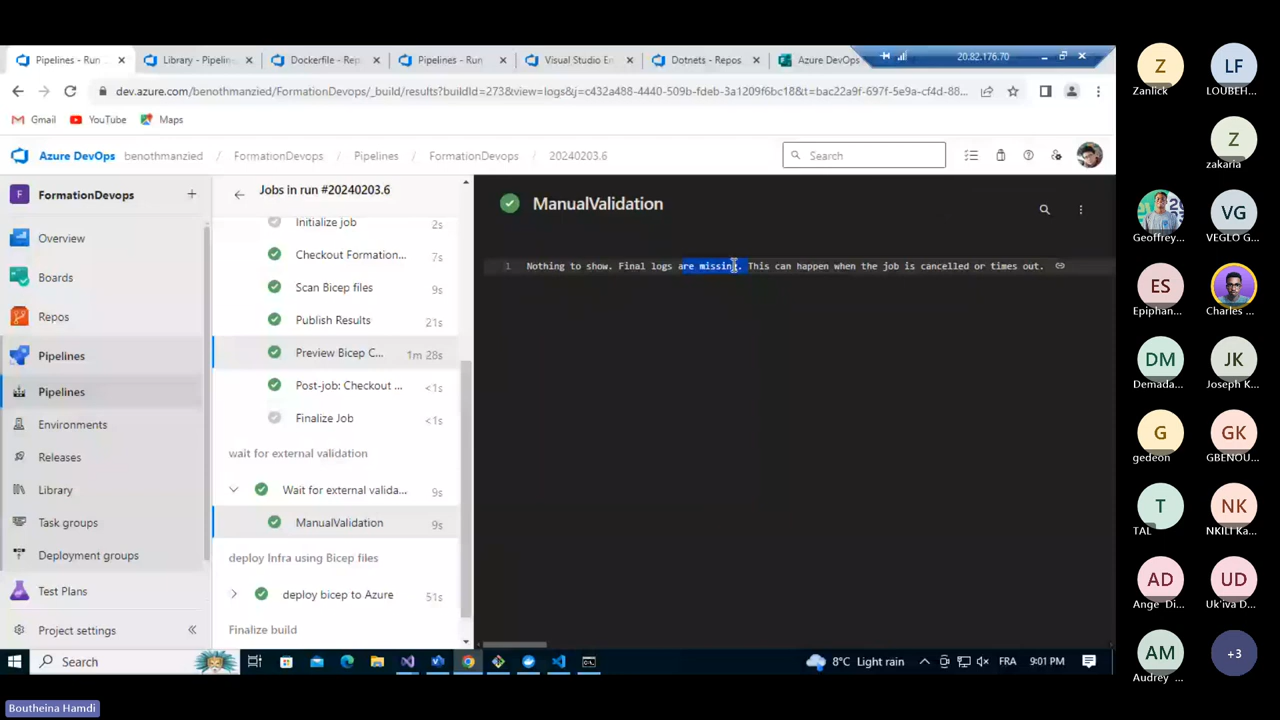 Pipelines - Run
Library - Pipelin
Dockerfile - Rep
Pipelines - Run
Visual Studio En
Dotnets - Repos
Azure DevOps
20.82.176.70
dev.azure.com/benothmanzied/FormationDevops/_build/results?buildId=273&view=logs&j=c432a488-4440-509b-fdeb-3a1209f6bc18&t=bac22a9f-697f-5e9a-cf4d-88...
Gmail
YouTube
Maps
Azure DevOps
benothmanzied / FormationDevops / Pipelines / FormationDevops / 20240203.6
Search
F
FormationDevops
Overview
Boards
Repos
Pipelines
Pipelines
Environments
Releases
Library
Task groups
Deployment groups
Test Plans
Project settings
Jobs in run #20240203.6
Initialize job 2s
Checkout Formation... 7s
Scan Bicep files 9s
Publish Results 21s
Preview Bicep C... 1m 28s
Post-job: Checkout ... <1s
Finalize Job <1s
wait for external validation
Wait for external valida... 9s
ManualValidation 9s
deploy Infra using Bicep files
deploy bicep to Azure 51s
Finalize build
ManualValidation
1 Nothing to show. Final logs are missing. This can happen when the job is cancelled or times out.
Search
8°C Light rain
FRA
9:01 PM
Boutheina Hamdi
Z
Zanlick
LF
LOUBEH...
Z
zakaria
Geoffrey...
VG
VEGLO G...
ES
Epiphan...
Charles ...
DM
Demada...
JK
Joseph K...
G
gedeon
GK
GBENOU...
T
TAL
NK
NKILI Ka...
AD
Ange Di...
UD
Uk'iva D...
AM
Audrey ...
+3